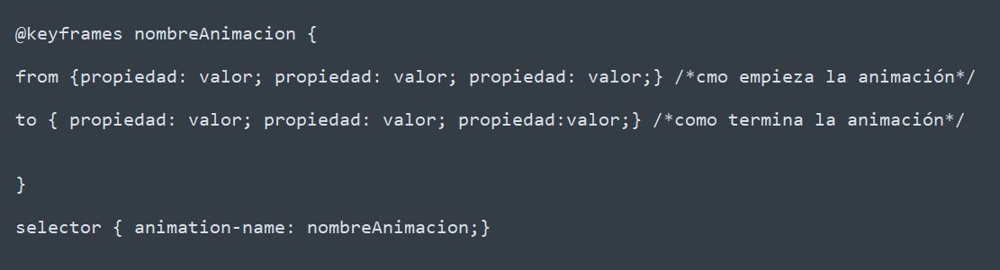 @keyframes nombreAnimacion {
from {propiedad: valor; propiedad: valor; propiedad: valor;} /*cmo empieza la animación*/
to { propiedad: valor; propiedad: valor; propiedad:valor;} /*como termina la animación*/
}
selector { animation-name: nombreAnimacion;}